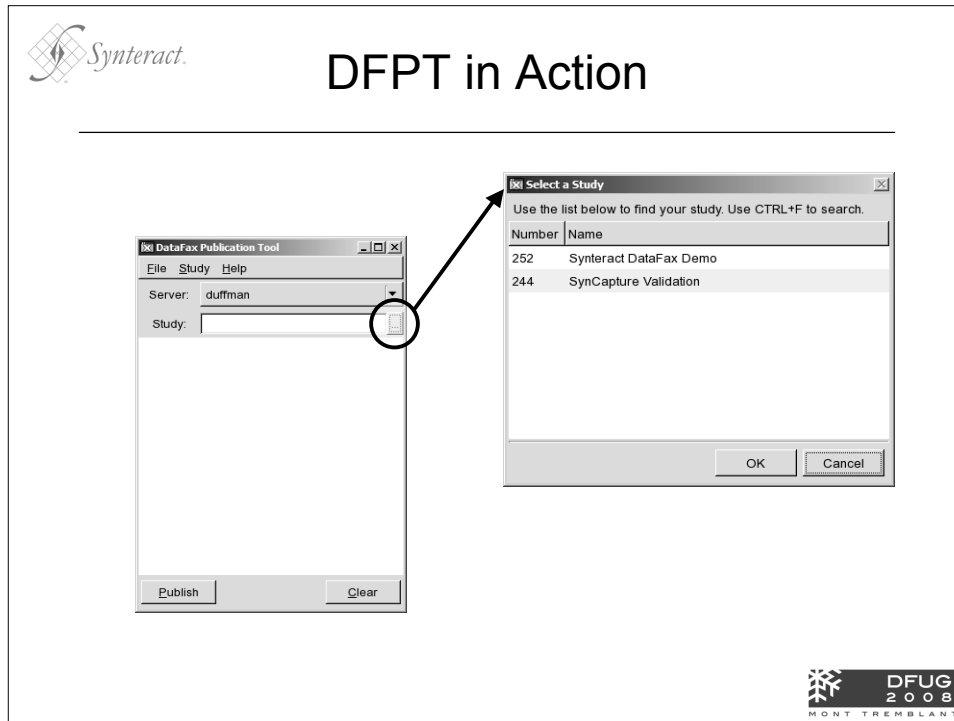 Synteract.
DFPT in Action
DataFax Publication Tool
File Study Help
Server: duffman
Study: ...
Publish Clear
Select a Study
Use the list below to find your study. Use CTRL+F to search.
Number Name
252 Synteract DataFax Demo
244 SynCapture Validation
OK Cancel
DFUG
2008
MONT TREMBLANT